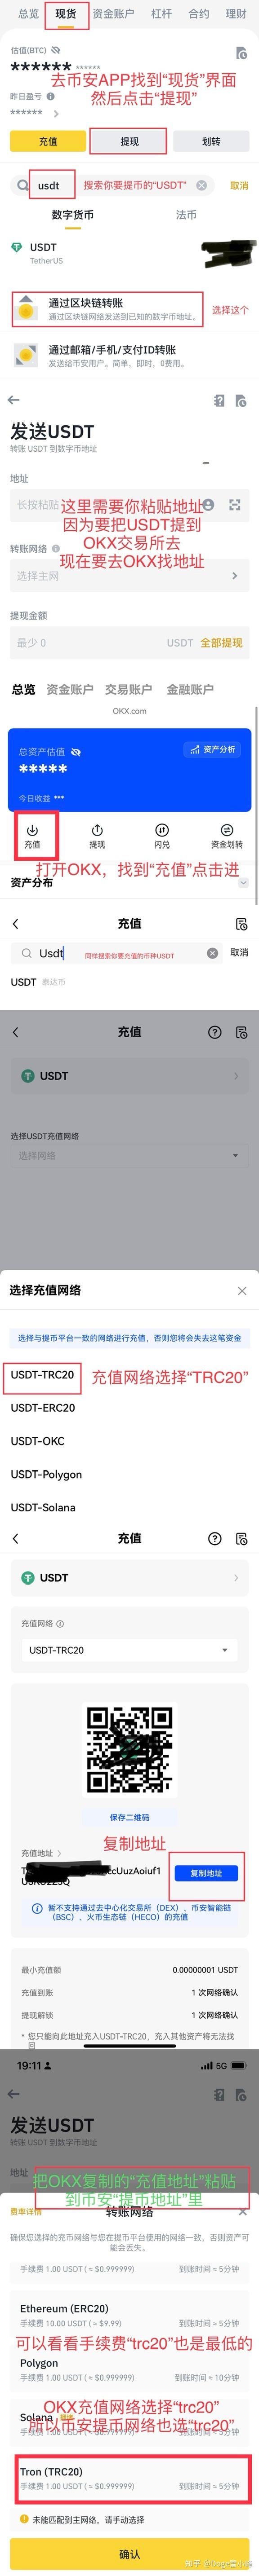 总览 现货 资金账户 杠杆 合约 理财
估值(BTC)
****** ******
去币安APP找到“现货”界面
昨日盈亏
然后点击“提现”
******
充值 提现 划转
usdt 搜索你要提币的“USDT” 取消
数字货币 法币
USDT
TetherUS
通过区块链转账
选择这个
通过区块链网络发送到已知的数字币地址。
通过邮箱/手机/支付ID转账
发送给币安用户。简单，即时，0费用。
发送USDT
转账 USDT 到数字币地址
地址
长按粘贴
这里需要你粘贴地址
因为要把USDT提到
OKX交易所去
转账网络
现在要去OKX找地址
选择主网
提现金额
最少 0 USDT 全部提现
总览 资金账户 交易账户 金融账户
OKX.com
总资产估值 资产分析
*****
今日收益 ***
充值 提现 闪兑 资金划转
打开OKX，找到“充值”点击进
资产分布
充值
Usdt 同样搜索你要充值的币种USDT 取消
USDT 泰达币
充值
USDT
选择USDT充值网络
选择网络
选择充值网络
选择与提币平台一致的网络进行充值，否则您将会失去这笔资金
USDT-TRC20 充值网络选择“TRC20”
USDT-ERC20
USDT-OKC
USDT-Polygon
USDT-Solana
充值
USDT
充值网络
USDT-TRC20
保存二维码
复制地址
充值地址
ccUuzAoiuf1
复制地址
暂不支持通过去中心化交易所（DEX）、币安智能链
（BSC）、火币生态链（HECO）的充值
最小充值额 0.00000001 USDT
充值到账 1 次网络确认
提现解锁 1 次网络确认
* 您只能向此地址充入USDT-TRC20，充入其他资产将无法找
回
19:11 5G
发送USDT
转账 USDT 到数字币地址
地址
把OKX复制的“充值地址”粘贴
到币安“提币地址”里
费率详情 转账网络
确保您选择的充币网络与您在提币平台使用的网络一致，否则资产可
能会丢失。
手续费 1.00 USDT ( ≈ $0.999999) 到账时间 ≈ 5分钟
Ethereum (ERC20)
手续费 10.00 USDT ( ≈ $9.99) 到账时间 ≈ 5分钟
可以看看手续费“trc20”也是最低的
Polygon
手续费 1.00 USDT ( ≈ $0.999999) 到账时间 ≈ 10分钟
OKX充值网络选择“trc20”
Solana
所以币安提币网络也选“trc20”
Tron (TRC20)
手续费 1.00 USDT ( ≈ $0.999999) 到账时间 ≈ 5分钟
未能匹配到主网络，请手动选择
确认